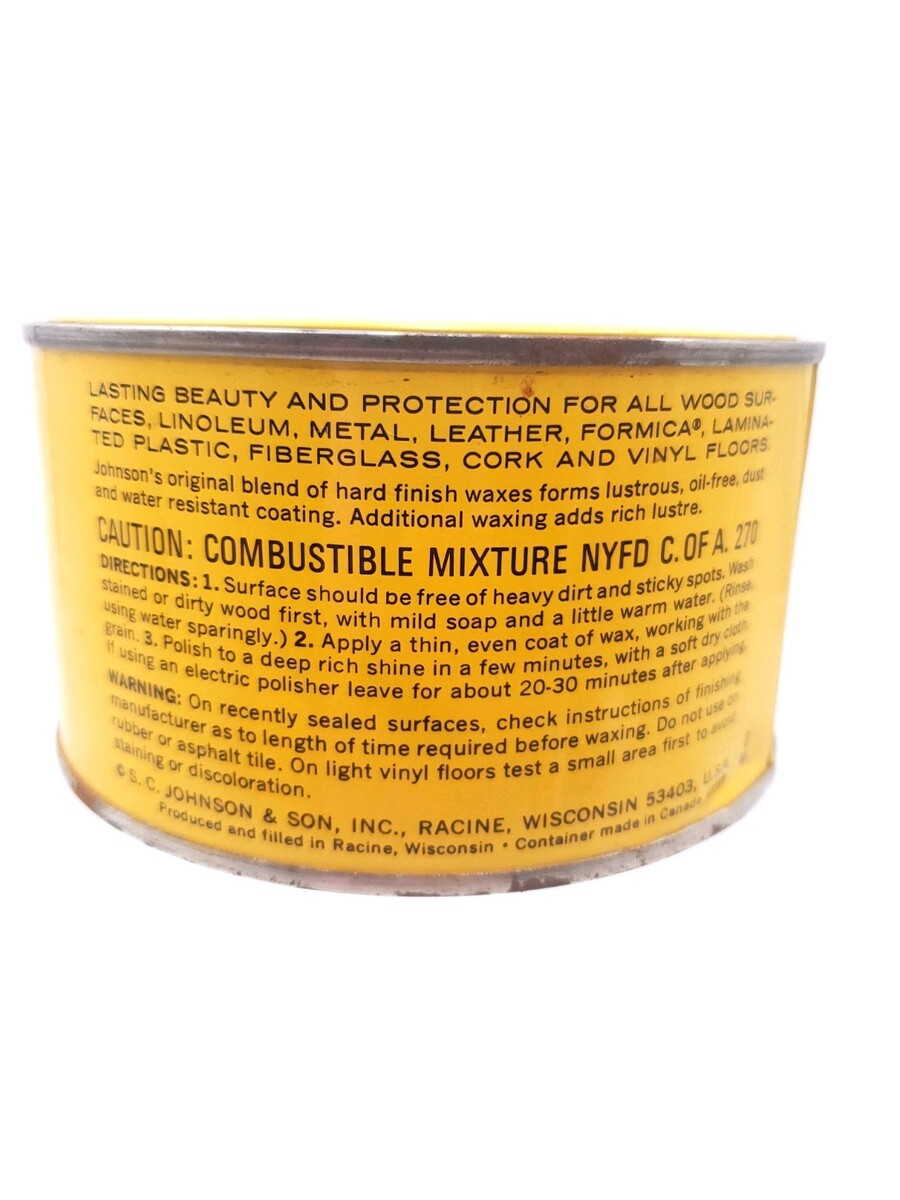 LASTING BEAUTY AND PROTECTION FOR ALL WOOD SUR-
FACES, LINOLEUM, METAL, LEATHER, FORMICA®, LAMINA-
TED PLASTIC, FIBERGLASS, CORK AND VINYL FLOORS.
Johnson's original blend of hard finish waxes forms lustrous, oil-free, dust
and water resistant coating. Additional waxing adds rich lustre.
CAUTION: COMBUSTIBLE MIXTURE NYFD C. OF A. 270
DIRECTIONS: 1. Surface should be free of heavy dirt and sticky spots. Wash
stained or dirty wood first, with mild soap and a little warm water. (Rinse,
using water sparingly.) 2. Apply a thin, even coat of wax, working with the
grain. 3. Polish to a deep rich shine in a few minutes, with a soft dry cloth.
If using an electric polisher leave for about 20-30 minutes after applying.
WARNING: On recently sealed surfaces, check instructions of finishing
manufacturer as to length of time required before waxing. Do not use on
rubber or asphalt tile. On light vinyl floors test a small area first to avoid
staining or discoloration.
© S. C. JOHNSON & SON, INC., RACINE, WISCONSIN 53403, U.S.A.
Produced and filled in Racine, Wisconsin • Container made in Canada